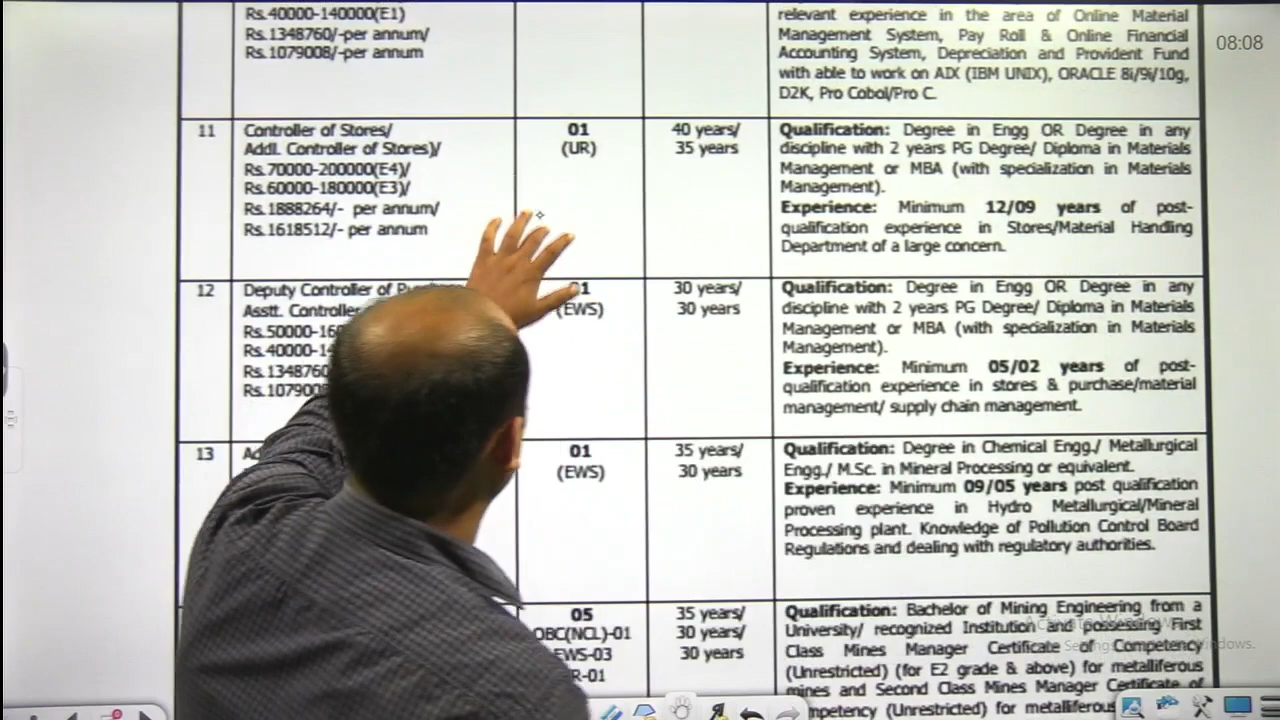 Rs.40000-140000(E1)
Rs.1348760/-per annum/
Rs.1079008/-per annum
relevant experience in the area of Online Material
Management System, Pay Roll & Online Financial
Accounting System, Depreciation and Provident Fund
with able to work on AIX (IBM UNIX), ORACLE 8i/9i/10g,
D2K, Pro Cobol/Pro C.
08:08
11
Controller of Stores/
Addl. Controller of Stores)/
Rs.70000-200000(E4)/
Rs.60000-180000(E3)/
Rs.1888264/- per annum/
Rs.1618512/- per annum
01
(UR)
40 years/
35 years
Qualification: Degree in Engg OR Degree in any
discipline with 2 years PG Degree/ Diploma in Materials
Management or MBA (with specialization in Materials
Management).
Experience: Minimum 12/09 years of post-
qualification experience in Stores/Material Handling
Department of a large concern.
12
Deputy Controller of
Asstt. Controller
Rs.50000-
Rs.40000-
Rs.1348760
Rs.
(EWS)
30 years/
30 years
Qualification: Degree in Engg OR Degree in any
discipline with 2 years PG Degree/ Diploma in Materials
Management or MBA (with specialization in Materials
Management).
Experience: Minimum 05/02 years of post-
qualification experience in stores & purchase/material
management/ supply chain management.
13
01
(EWS)
35 years/
30 years
Qualification: Degree in Chemical Engg./ Metallurgical
Engg./ M.Sc. in Mineral Processing or equivalent.
Experience: Minimum 09/05 years post qualification
proven experience in Hydro Metallurgical/Mineral
Processing plant. Knowledge of Pollution Control Board
Regulations and dealing with regulatory authorities.
05
OBC(NCL)-01
EWS-03
35 years/
30 years/
30 years
Qualification: Bachelor of Mining Engineering from a
University/ recognized Institution and possessing First
Class Mines Manager Certificate of Competency
(Unrestricted) (for E2 grade & above) for metalliferous
mines and Second Class Mines Manager Certificate of
(Unrestricted) for metalliferous
Activate Windows